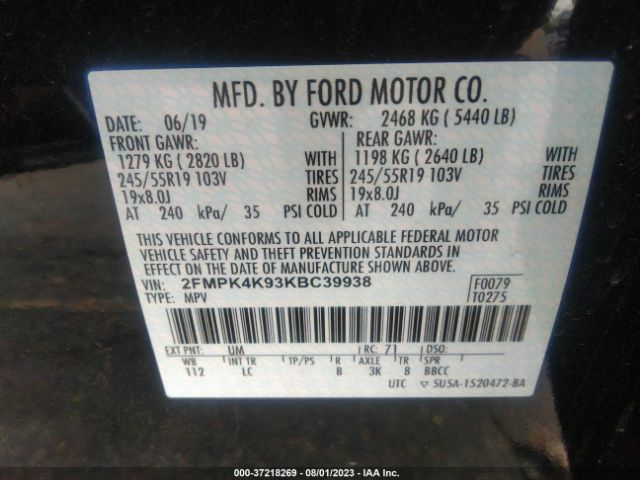 MFD. BY FORD MOTOR CO.
DATE: 06/19 GVWR: 2468 KG ( 5440 LB)
FRONT GAWR: REAR GAWR:
1279 KG ( 2820 LB) WITH 1198 KG ( 2640 LB) WITH
245/55R19 103V TIRES 245/55R19 103V TIRES
19x8.0J RIMS 19x8.0J RIMS
AT 240 kPa/ 35 PSI COLD AT 240 kPa/ 35 PSI COLD
THIS VEHICLE CONFORMS TO ALL APPLICABLE FEDERAL MOTOR
VEHICLE SAFETY AND THEFT PREVENTION STANDARDS IN
EFFECT ON THE DATE OF MANUFACTURE SHOWN ABOVE.
VIN: 2FMPK4K93KBC39938 F0079
TYPE: MPV T0275
EXT PNT: UM RC: 71 DSO:
WB INT TR TP/PS R AXLE TR SPR
112 LC B 3K 8 BBCC
UTC ▽ 5U5A-1520472-BA
000-37218269 - 08/01/2023 - IAA Inc.